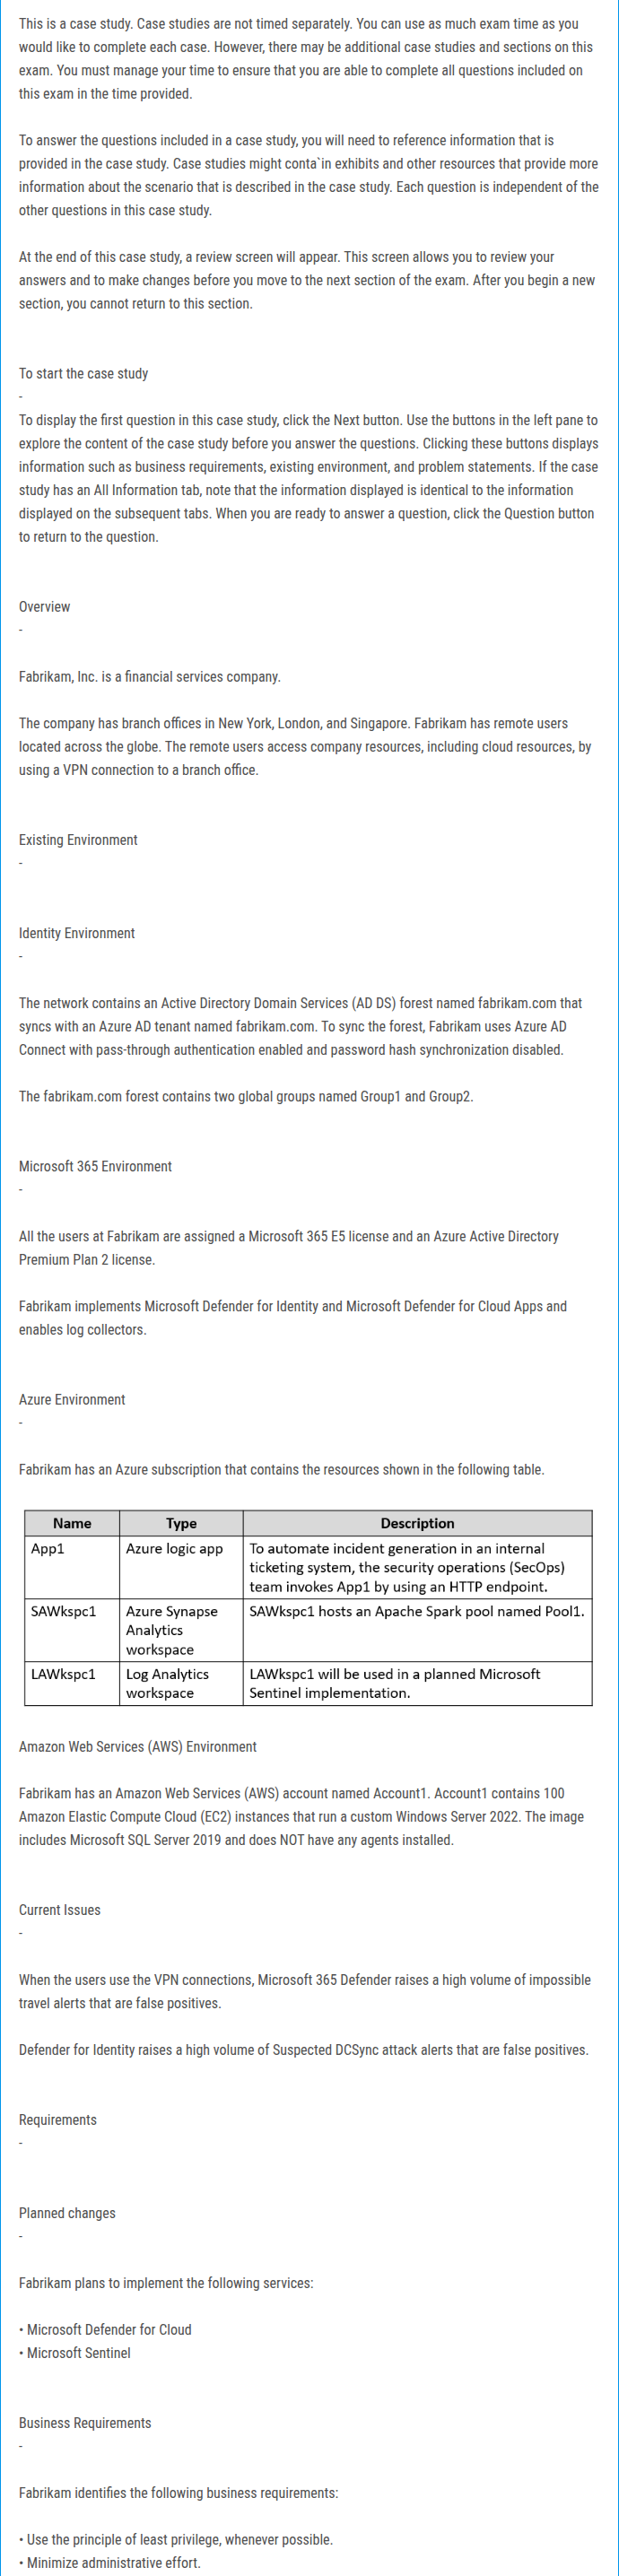 This is a case study. Case studies are not timed separately. You can use as much exam time as you
would like to complete each case. However, there may be additional case studies and sections on this
exam. You must manage your time to ensure that you are able to complete all questions included on
this exam in the time provided.
To answer the questions included in a case study, you will need to reference information that is
provided in the case study. Case studies might conta`in exhibits and other resources that provide more
information about the scenario that is described in the case study. Each question is independent of the
other questions in this case study.
At the end of this case study, a review screen will appear. This screen allows you to review your
answers and to make changes before you move to the next section of the exam. After you begin a new
section, you cannot return to this section.
To start the case study
-
To display the first question in this case study, click the Next button. Use the buttons in the left pane to
explore the content of the case study before you answer the questions. Clicking these buttons displays
information such as business requirements, existing environment, and problem statements. If the case
study has an All Information tab, note that the information displayed is identical to the information
displayed on the subsequent tabs. When you are ready to answer a question, click the Question button
to return to the question.
Overview
-
Fabrikam, Inc. is a financial services company.
The company has branch offices in New York, London, and Singapore. Fabrikam has remote users
located across the globe. The remote users access company resources, including cloud resources, by
using a VPN connection to a branch office.
Existing Environment
-
Identity Environment
-
The network contains an Active Directory Domain Services (AD DS) forest named fabrikam.com that
syncs with an Azure AD tenant named fabrikam.com. To sync the forest, Fabrikam uses Azure AD
Connect with pass-through authentication enabled and password hash synchronization disabled.
The fabrikam.com forest contains two global groups named Group1 and Group2.
Microsoft 365 Environment
-
All the users at Fabrikam are assigned a Microsoft 365 E5 license and an Azure Active Directory
Premium Plan 2 license.
Fabrikam implements Microsoft Defender for Identity and Microsoft Defender for Cloud Apps and
enables log collectors.
Azure Environment
-
Fabrikam has an Azure subscription that contains the resources shown in the following table.
Name Type Description
App1 Azure logic app To automate incident generation in an internal
ticketing system, the security operations (SecOps)
team invokes App1 by using an HTTP endpoint.
SAWkspc1 Azure Synapse SAWkspc1 hosts an Apache Spark pool named Pool1.
Analytics
workspace
LAWkspc1 Log Analytics LAWkspc1 will be used in a planned Microsoft
workspace Sentinel implementation.
Amazon Web Services (AWS) Environment
Fabrikam has an Amazon Web Services (AWS) account named Account1. Account1 contains 100
Amazon Elastic Compute Cloud (EC2) instances that run a custom Windows Server 2022. The image
includes Microsoft SQL Server 2019 and does NOT have any agents installed.
Current Issues
-
When the users use the VPN connections, Microsoft 365 Defender raises a high volume of impossible
travel alerts that are false positives.
Defender for Identity raises a high volume of Suspected DCSync attack alerts that are false positives.
Requirements
-
Planned changes
-
Fabrikam plans to implement the following services:
• Microsoft Defender for Cloud
• Microsoft Sentinel
Business Requirements
-
Fabrikam identifies the following business requirements:
• Use the principle of least privilege, whenever possible.
• Minimize administrative effort.